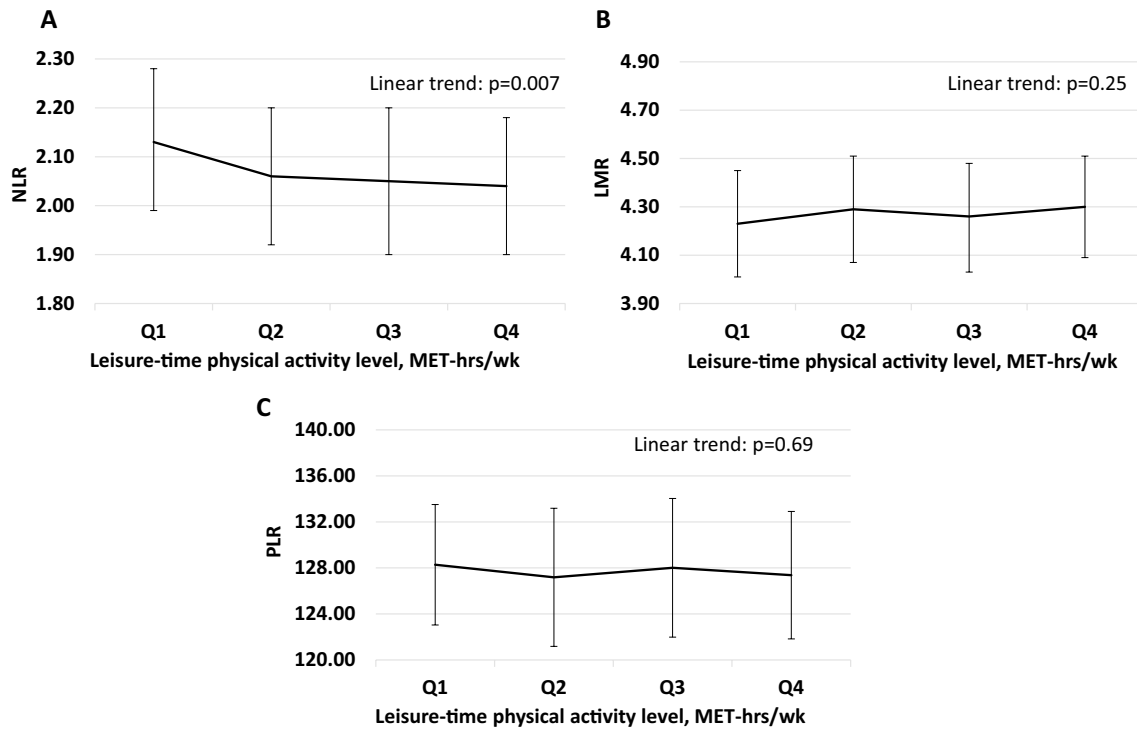 A
2.30
Linear trend: p=0.007
2.20
2.10
NLR
2.00
1.90
1.80
Q1 Q2 Q3 Q4
Leisure-time physical activity level, MET-hrs/wk
B
4.90
Linear trend: p=0.25
4.70
4.50
LMR
4.30
4.10
3.90
Q1 Q2 Q3 Q4
Leisure-time physical activity level, MET-hrs/wk
C
140.00
Linear trend: p=0.69
136.00
132.00
PLR
128.00
124.00
120.00
Q1 Q2 Q3 Q4
Leisure-time physical activity level, MET-hrs/wk